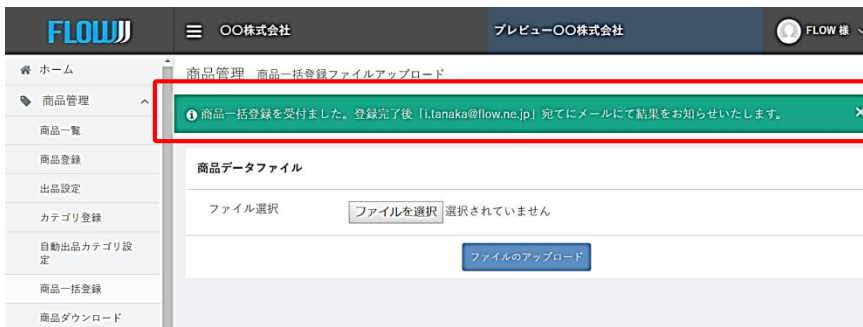 FLOW
〇〇株式会社
プレビュー〇〇株式会社
FLOW 様
ホーム
商品管理
商品一覧
商品登録
出品設定
カテゴリ登録
自動出品カテゴリ設
定
商品一括登録
商品ダウンロード
商品管理 商品一括登録ファイルアップロード
商品一括登録を受付ました。登録完了後「i.tanaka@flow.ne.jp」宛てにメールにて結果をお知らせいたします。 ×
商品データファイル
ファイル選択 ファイルを選択 選択されていません
ファイルのアップロード